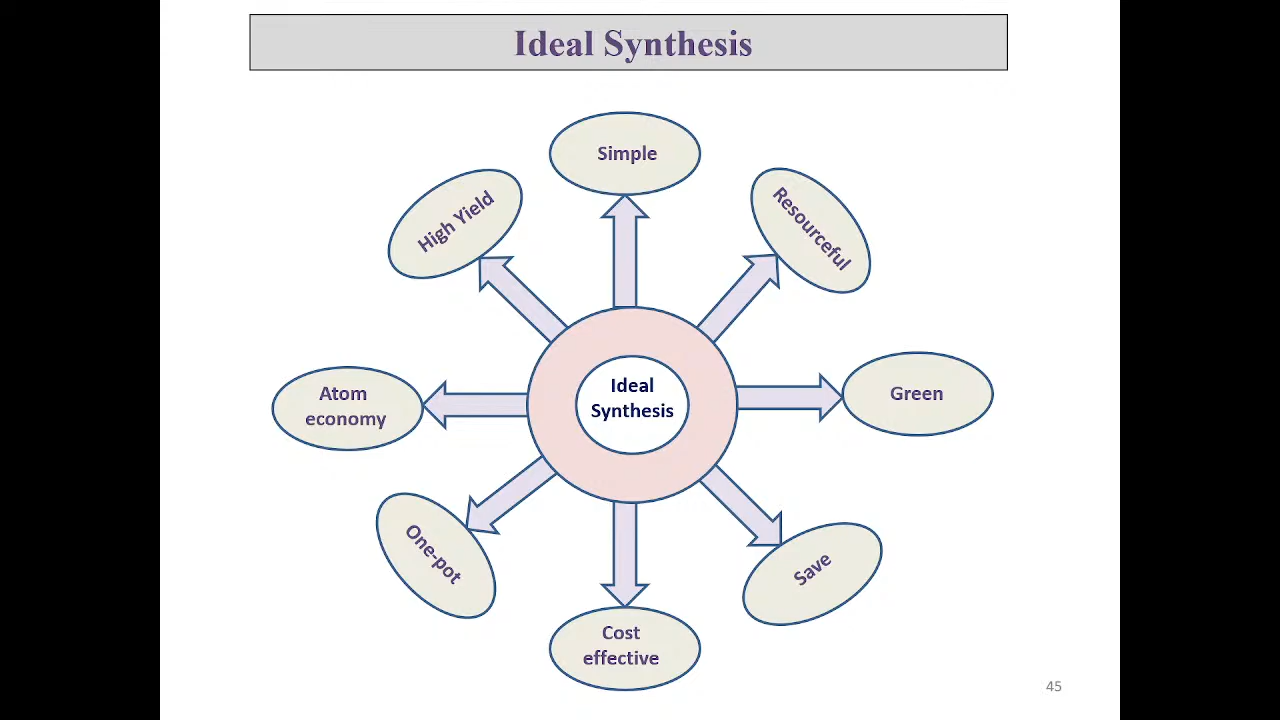 Ideal Synthesis
Simple
High Yield
Resourceful
Ideal
Synthesis
Atom
economy
Green
One-pot
Save
Cost
effective
45